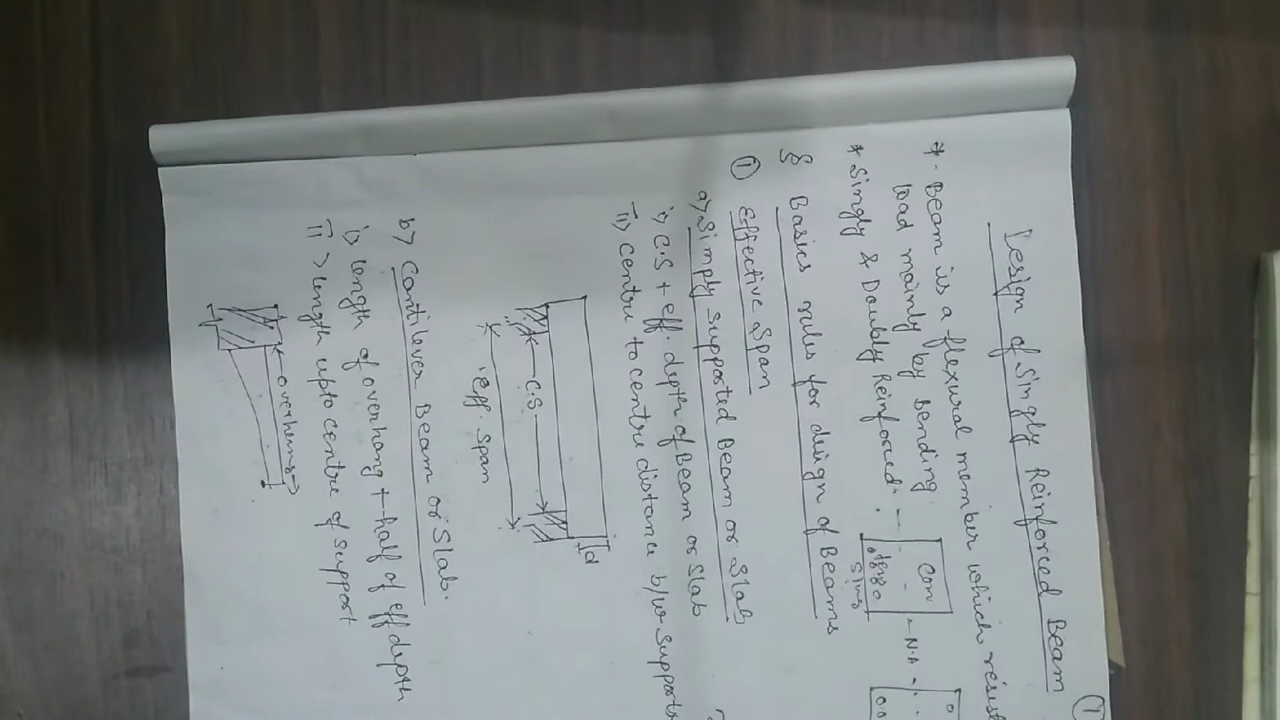 ①
Design of Singly Reinforced Beam
* - Beam is a flexural member which resist
load mainly by bending
* Singly & Doubly Reinforced. -
Com
- N.A -
Sing
§ Basics rules for design of Beams
① Effective Span
a> Simply supported Beam or Slab
i> C.S + eff. depth of Beam or Slab
ii> centre to centre distance b/w supports
d
C.S
eff. span
b> Cantilever Beam or Slab.
i> length of overhang + half of eff depth
ii> length upto centre of support